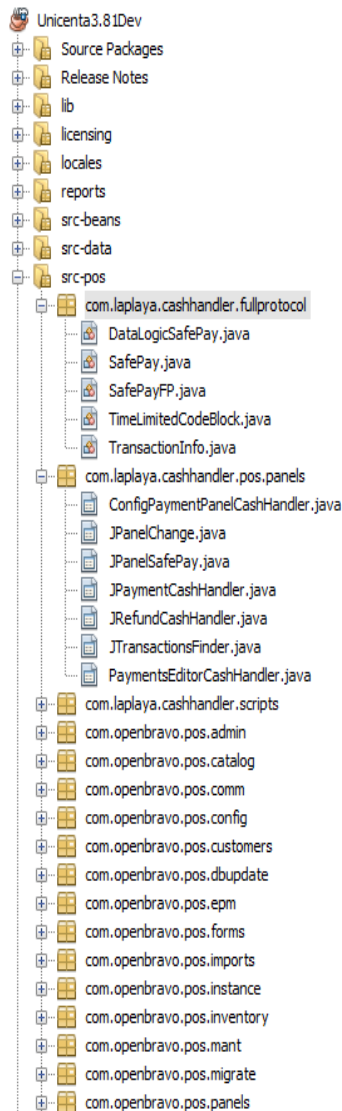 Unicenta3.81Dev
Source Packages
Release Notes
lib
licensing
locales
reports
src-beans
src-data
src-pos
com.laplaya.cashhandler.fullprotocol
DataLogicSafePay.java
SafePay.java
SafePayFP.java
TimeLimitedCodeBlock.java
TransactionInfo.java
com.laplaya.cashhandler.pos.panels
ConfigPaymentPanelCashHandler.java
JPanelChange.java
JPanelSafePay.java
JPaymentCashHandler.java
JRefundCashHandler.java
JTransactionsFinder.java
PaymentsEditorCashHandler.java
com.laplaya.cashhandler.scripts
com.openbravo.pos.admin
com.openbravo.pos.catalog
com.openbravo.pos.comm
com.openbravo.pos.config
com.openbravo.pos.customers
com.openbravo.pos.dbupdate
com.openbravo.pos.epm
com.openbravo.pos.forms
com.openbravo.pos.imports
com.openbravo.pos.instance
com.openbravo.pos.inventory
com.openbravo.pos.mant
com.openbravo.pos.migrate
com.openbravo.pos.panels